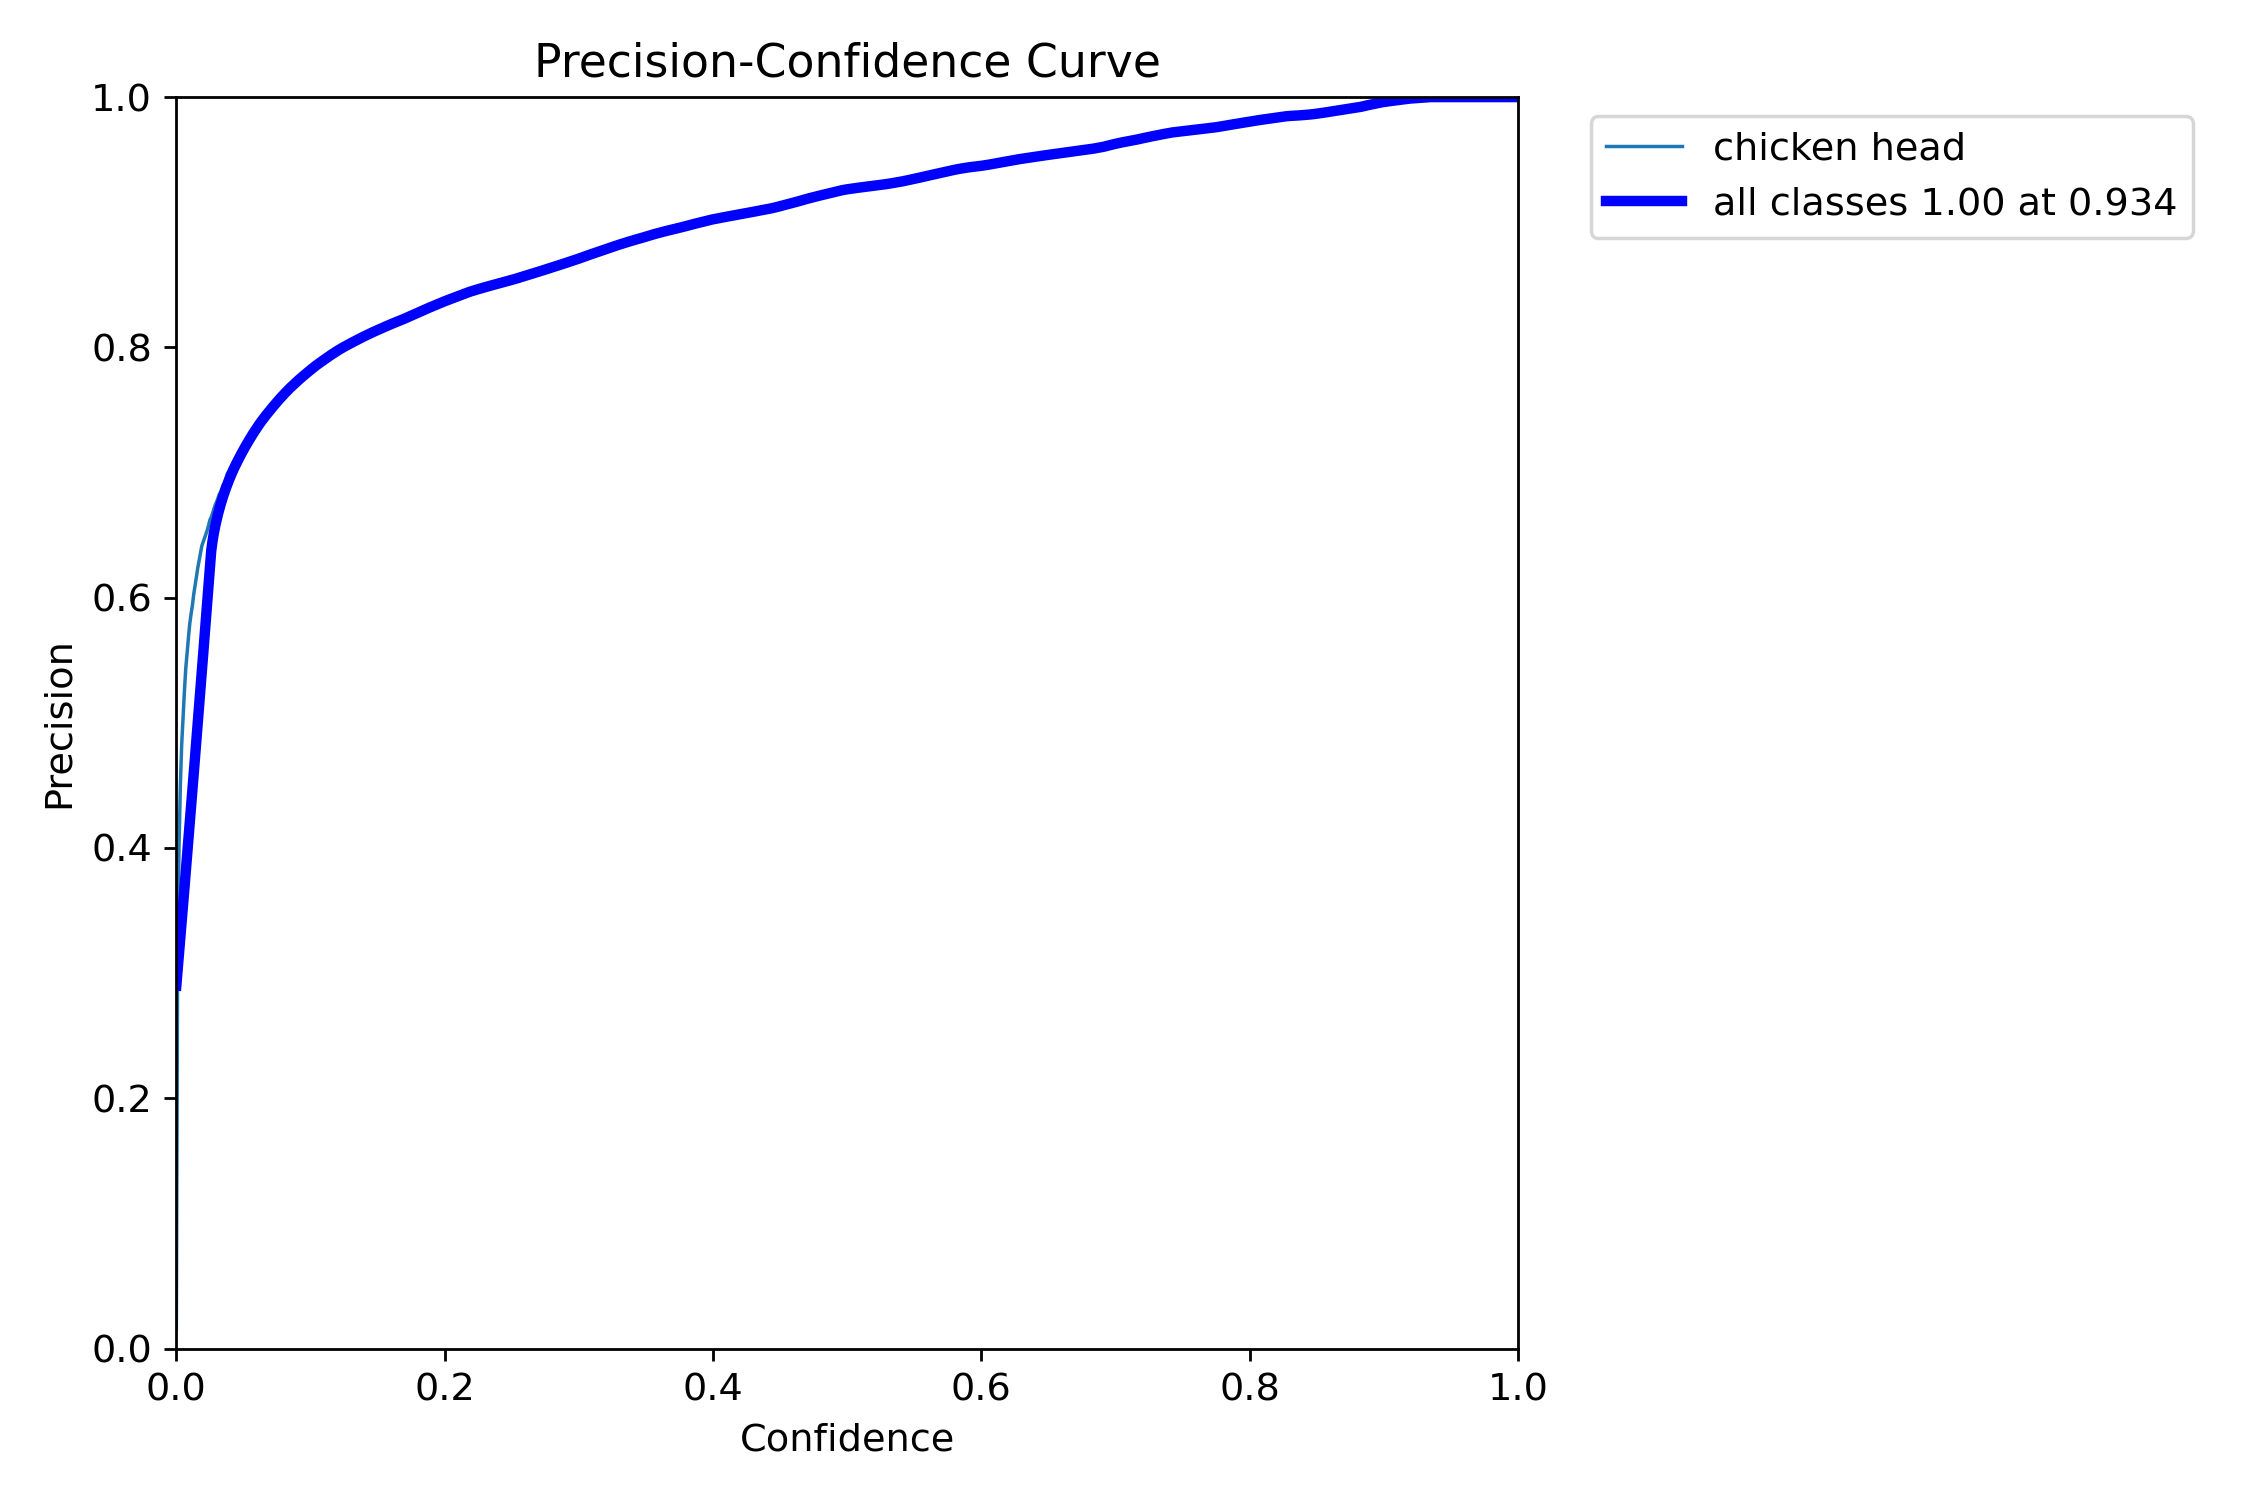 Precision-Confidence Curve
1.0
0.8
0.6
0.4
0.2
0.0
Precision
0.0 0.2 0.4 0.6 0.8 1.0
Confidence
chicken head
all classes 1.00 at 0.934